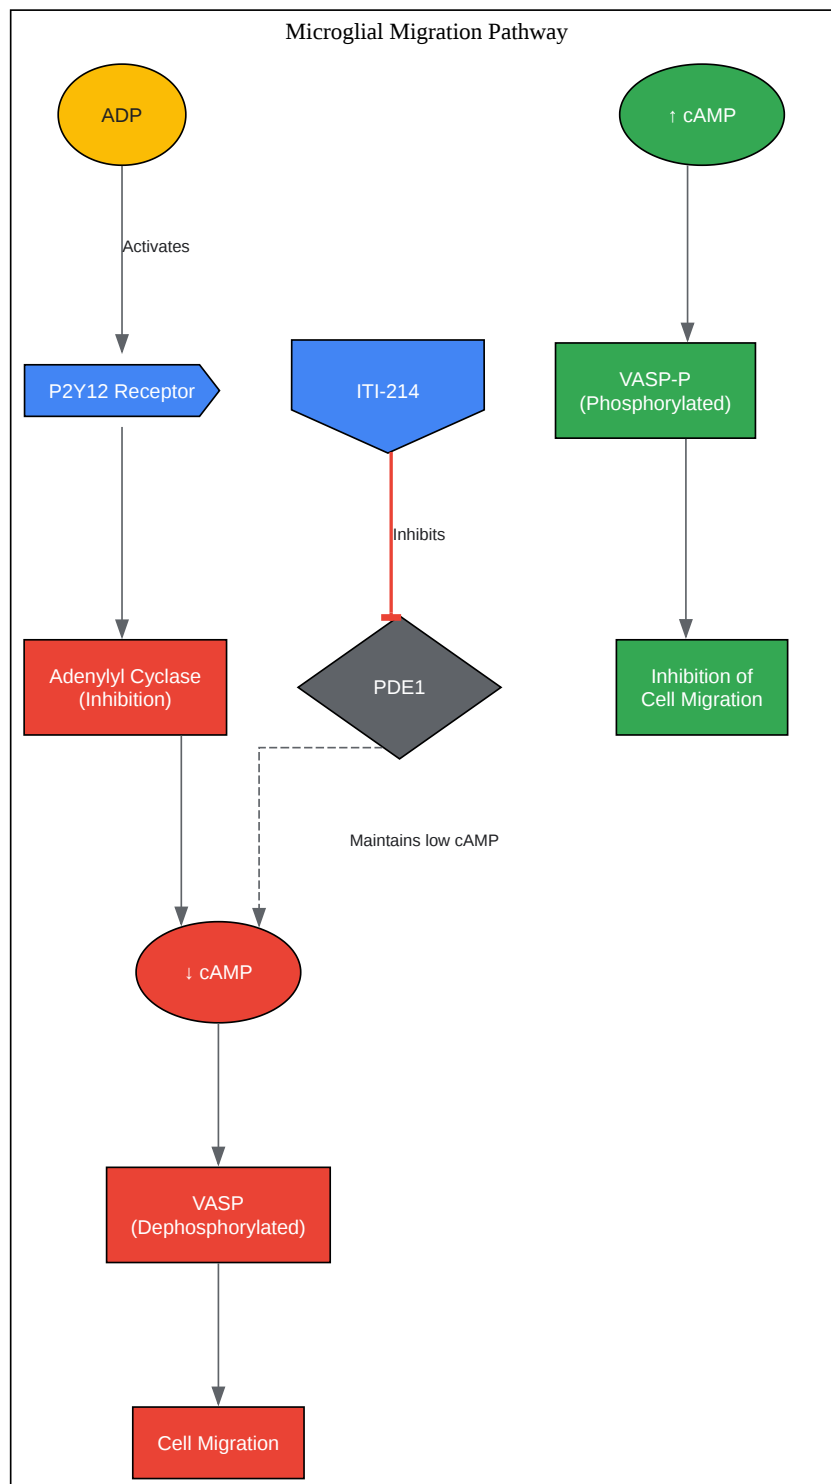 Microglial Migration Pathway
ADP
↑ cAMP
Activates
P2Y12 Receptor
ITI-214
VASP-P
(Phosphorylated)
Inhibits
Adenylyl Cyclase
(Inhibition)
PDE1
Inhibition of
Cell Migration
Maintains low cAMP
↓ cAMP
VASP
(Dephosphorylated)
Cell Migration